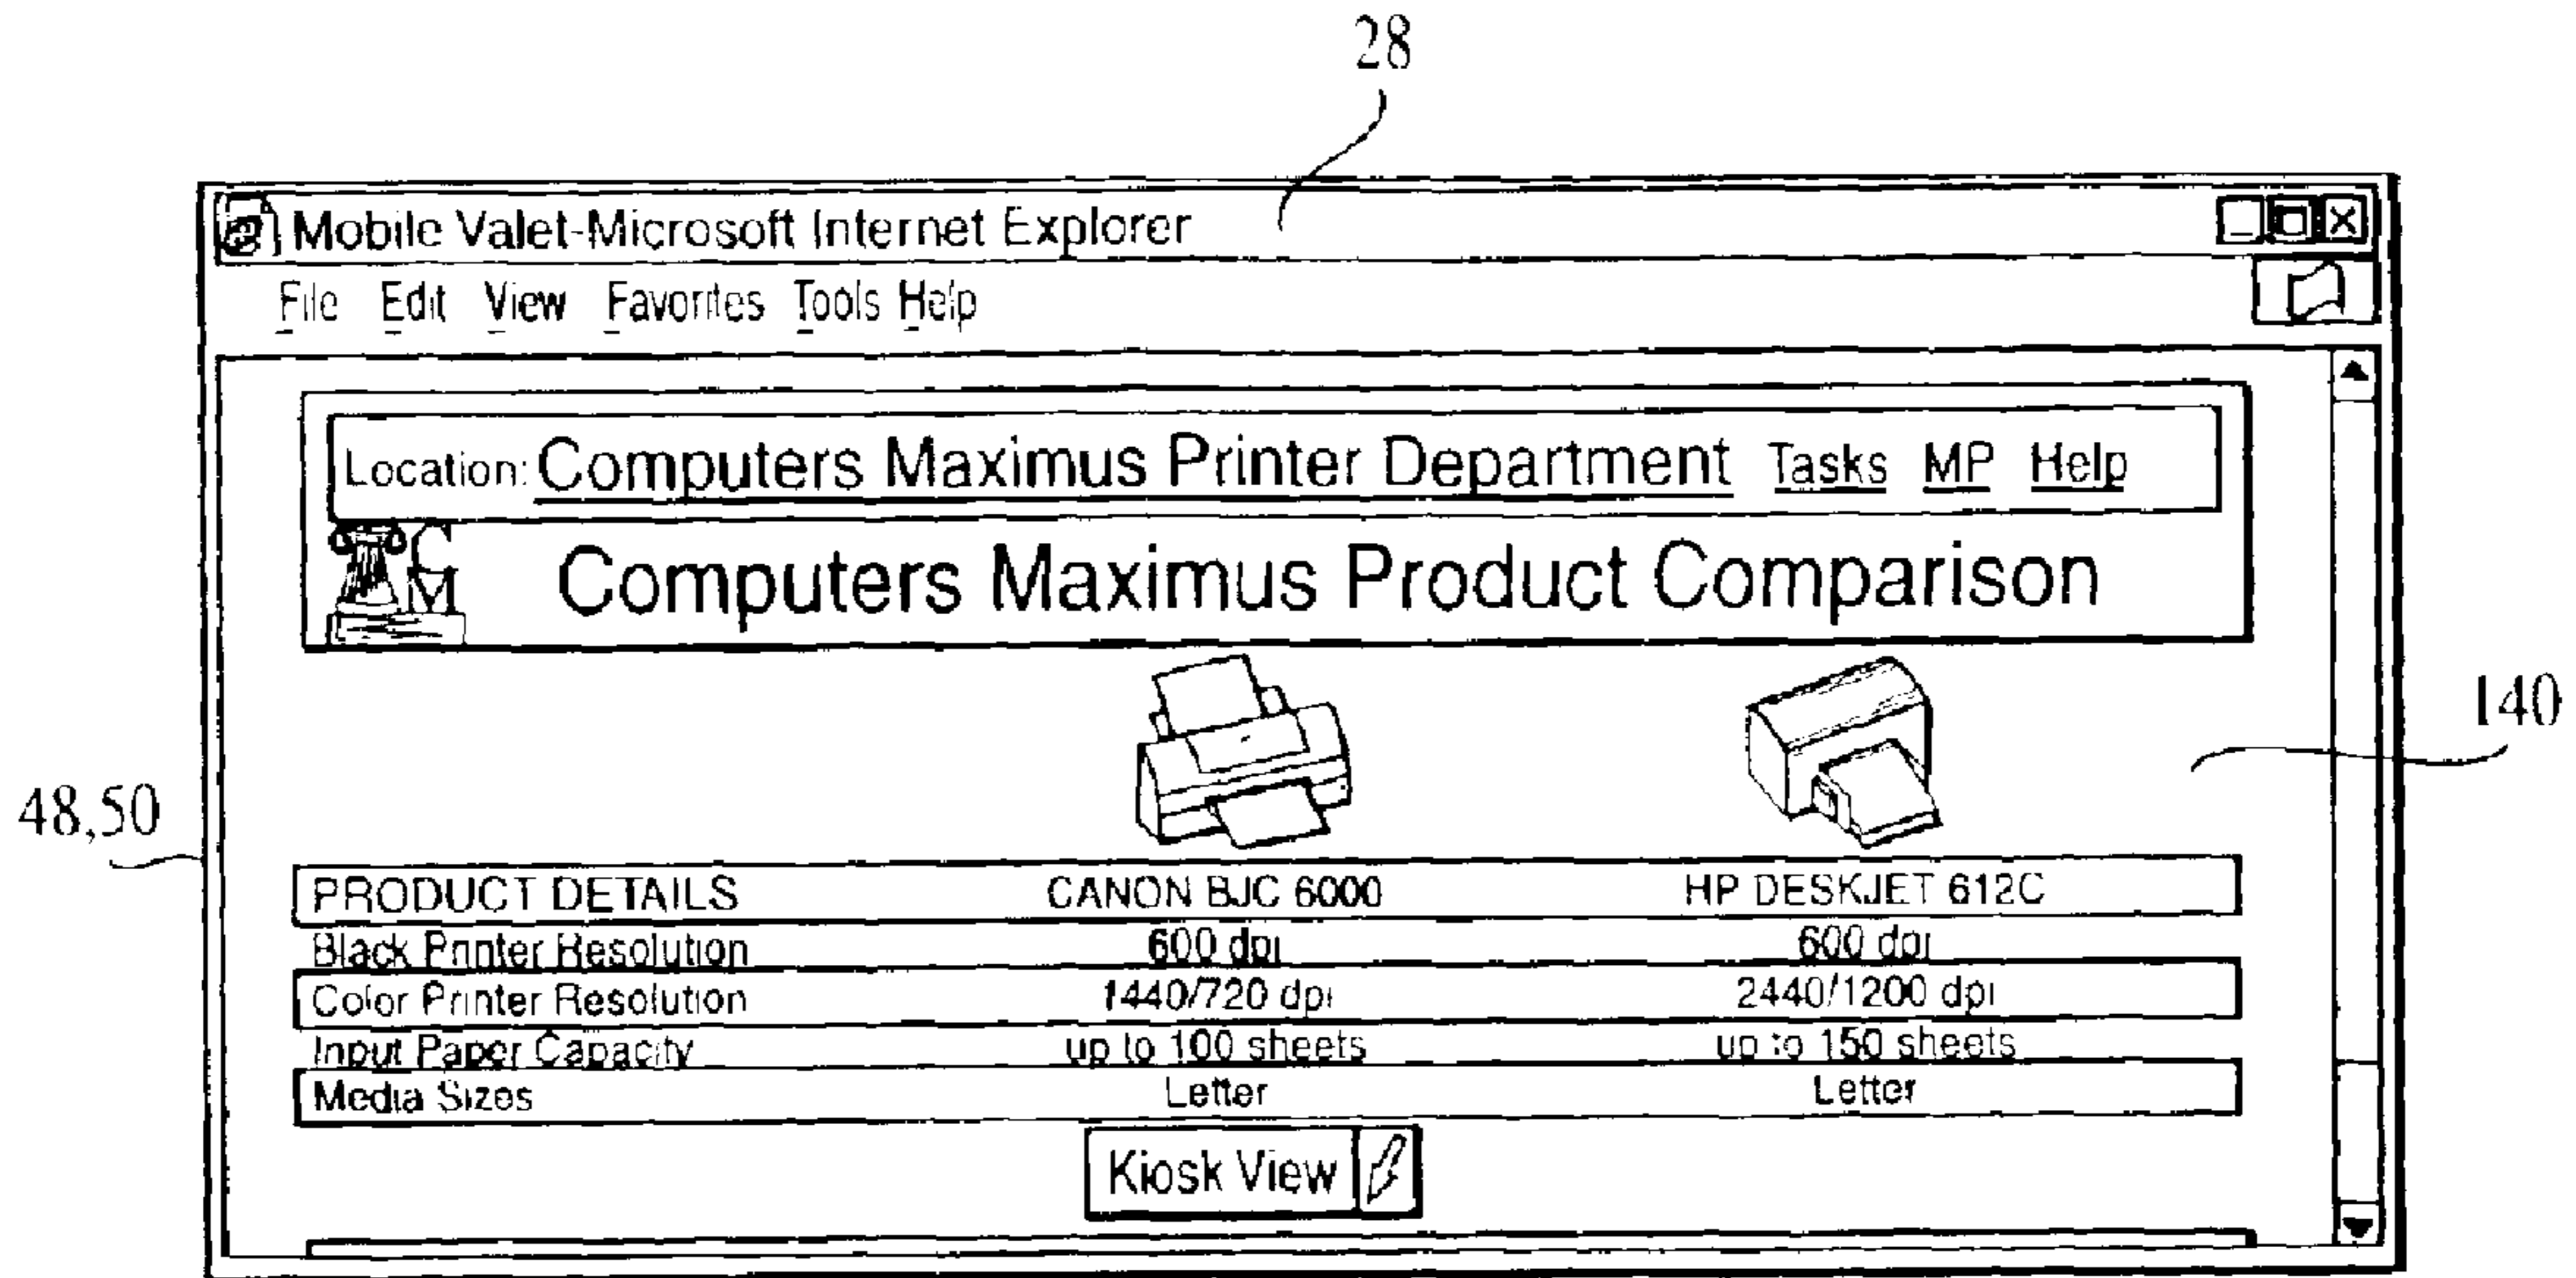 28
Mobile Valet-Microsoft Internet Explorer
File Edit View Favorites Tools Help
Location: Computers Maximus Printer Department Tasks MP Help
CM
Computers Maximus Product Comparison
140
48,50
PRODUCT DETAILS CANON BJC 6000 HP DESKJET 612C
Black Printer Resolution 600 dpi 600 dpi
Color Printer Resolution 1440/720 dpi 2440/1200 dpi
Input Paper Capacity up to 100 sheets up to 150 sheets
Media Sizes Letter Letter
Kiosk View